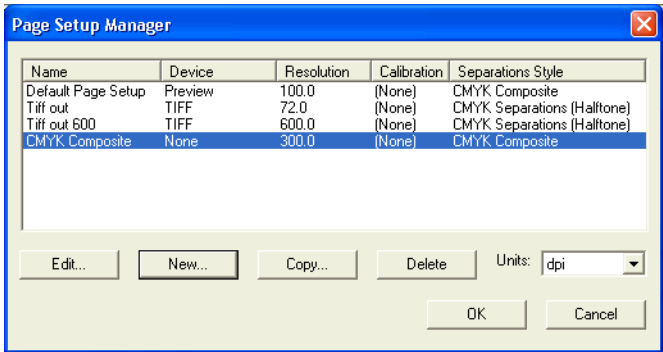 Page Setup Manager
Name Device Resolution Calibration Separations Style
Default Page Setup Preview 100.0 (None) CMYK Composite
Tiff out TIFF 72.0 (None) CMYK Separations (Halftone)
Tiff out 600 TIFF 600.0 (None) CMYK Separations (Halftone)
CMYK Composite None 300.0 (None) CMYK Composite
Edit... New... Copy... Delete Units: dpi
OK Cancel